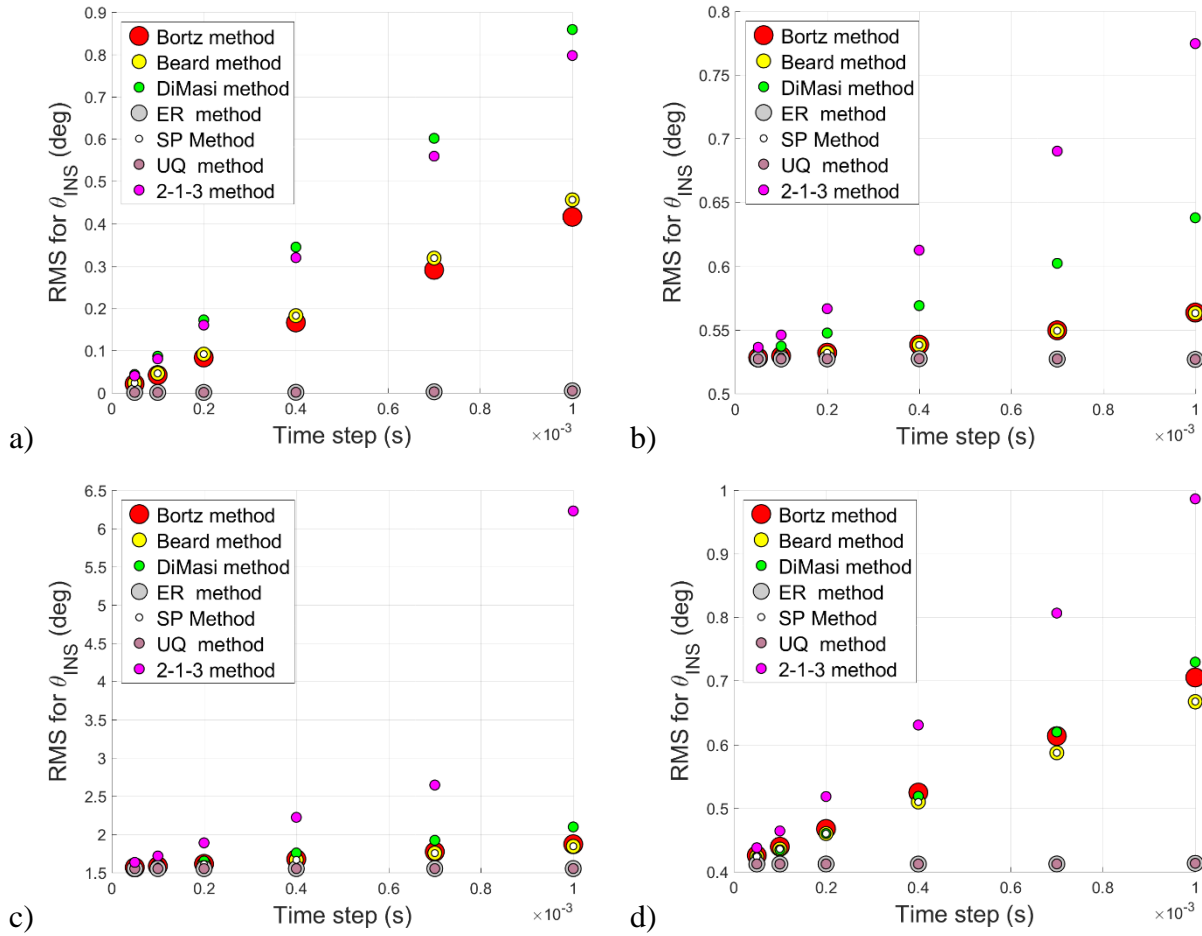 0.9
0.8
0.7
0.6
0.5
0.4
0.3
0.2
0.1
0
RMS for θINS (deg)
Bortz method
Beard method
DiMasi method
ER method
SP Method
UQ method
2-1-3 method
0 0.2 0.4 0.6 0.8 1
Time step (s) ×10-3
a)
0.8
0.75
0.7
0.65
0.6
0.55
0.5
RMS for θINS (deg)
Bortz method
Beard method
DiMasi method
ER method
SP Method
UQ method
2-1-3 method
0 0.2 0.4 0.6 0.8 1
Time step (s) ×10-3
b)
6.5
6
5.5
5
4.5
4
3.5
3
2.5
2
1.5
RMS for θINS (deg)
Bortz method
Beard method
DiMasi method
ER method
SP Method
UQ method
2-1-3 method
0 0.2 0.4 0.6 0.8 1
Time step (s) ×10-3
c)
1
0.9
0.8
0.7
0.6
0.5
0.4
RMS for θINS (deg)
Bortz method
Beard method
DiMasi method
ER method
SP Method
UQ method
2-1-3 method
0 0.2 0.4 0.6 0.8 1
Time step (s) ×10-3
d)